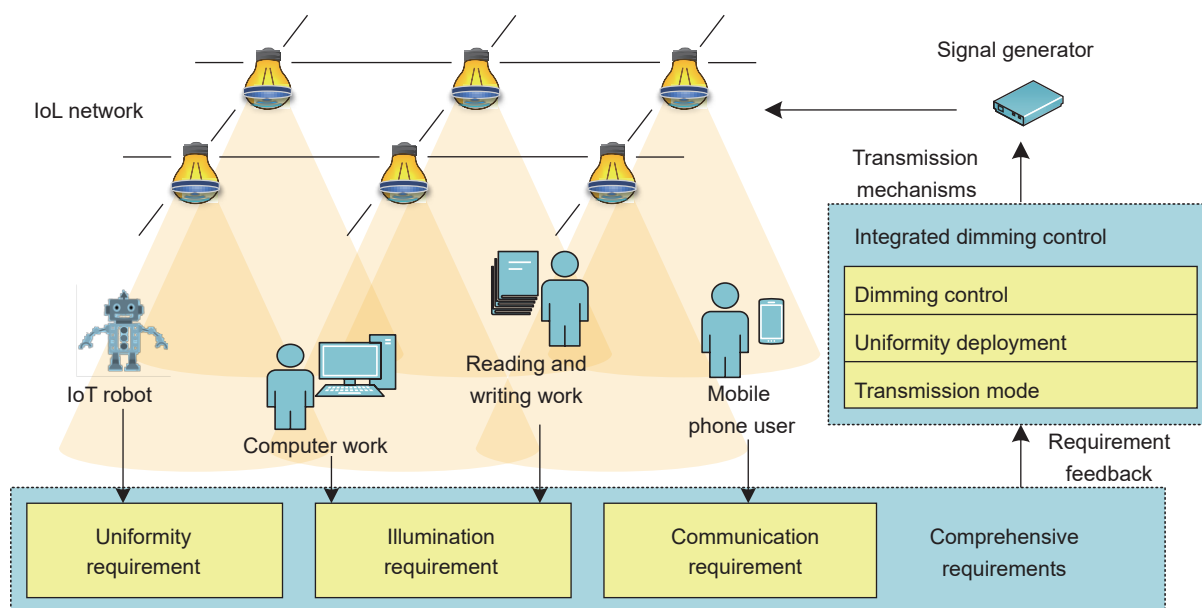 Signal generator
IoL network
Transmission
mechanisms
Integrated dimming control
Dimming control
Uniformity deployment
Transmission mode
IoT robot
Computer work
Reading and
writing work
Mobile
phone user
Requirement
feedback
Uniformity
requirement
Illumination
requirement
Communication
requirement
Comprehensive
requirements